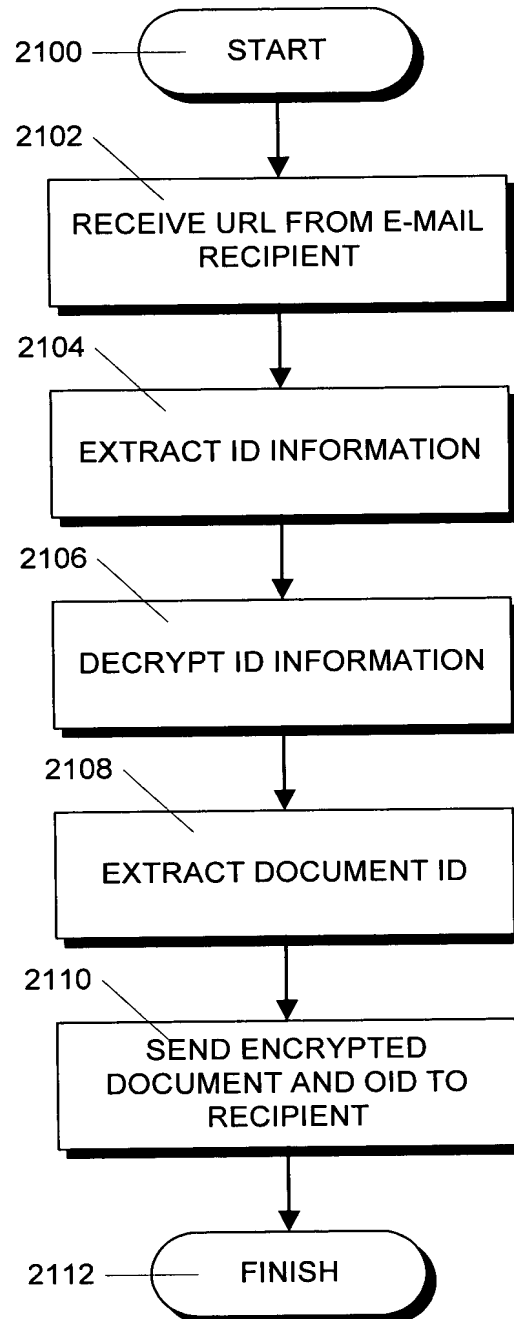 2100
START
2102
RECEIVE URL FROM E-MAIL
RECIPIENT
2104
EXTRACT ID INFORMATION
2106
DECRYPT ID INFORMATION
2108
EXTRACT DOCUMENT ID
2110
SEND ENCRYPTED
DOCUMENT AND OID TO
RECIPIENT
2112
FINISH